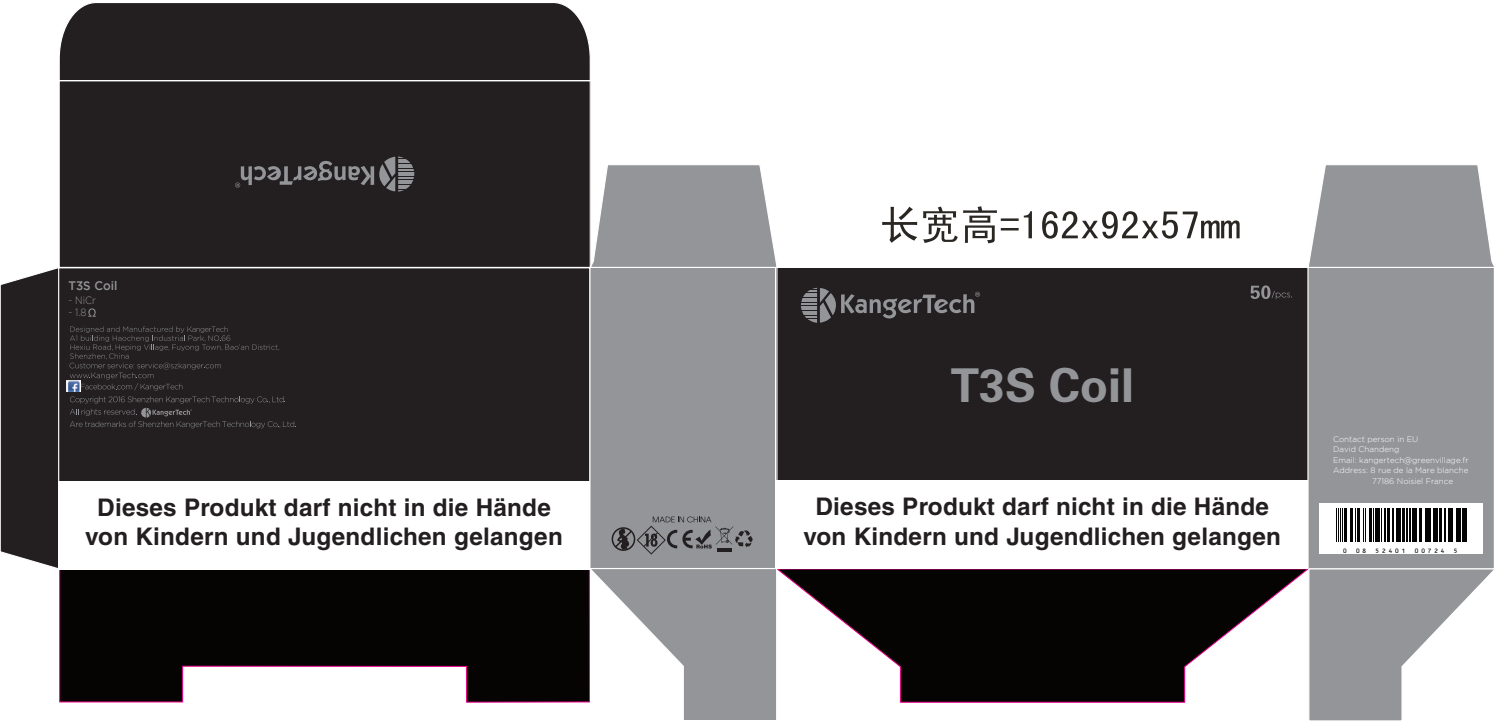 KangerTech®
T3S Coil
- NiCr
- 1.8 Ω
Designed and Manufactured by KangerTech
A1 building Haocheng Industrial Park, NO.66
Hexiu Road, Heping Village, Fuyong Town, Bao'an District,
Shenzhen, China
Customer service: service@szkanger.com
www.KangerTech.com
f Facebook.com / KangerTech
Copyright 2016 Shenzhen KangerTech Technology Co., Ltd.
All rights reserved. KangerTech
Are trademarks of Shenzhen KangerTech Technology Co., Ltd.
Dieses Produkt darf nicht in die Hände
von Kindern und Jugendlichen gelangen
MADE IN CHINA
18 CE RoHS
长宽高=162x92x57mm
KangerTech®
50/pcs.
T3S Coil
Dieses Produkt darf nicht in die Hände
von Kindern und Jugendlichen gelangen
Contact person in EU
David Chandeng
Email: kangertech@greenvillage.fr
Address: 8 rue de la Mare blanche
77186 Noisiel France
0 08 52401 00724 5